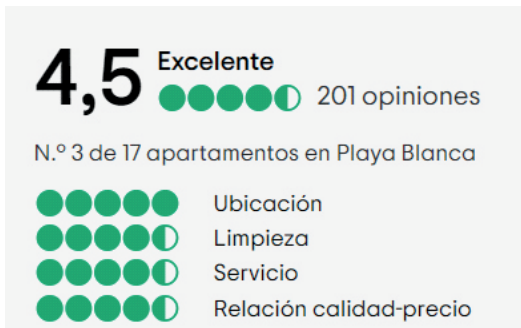 4,5 Excelente
201 opiniones
N.º 3 de 17 apartamentos en Playa Blanca
Ubicación
Limpieza
Servicio
Relación calidad-precio